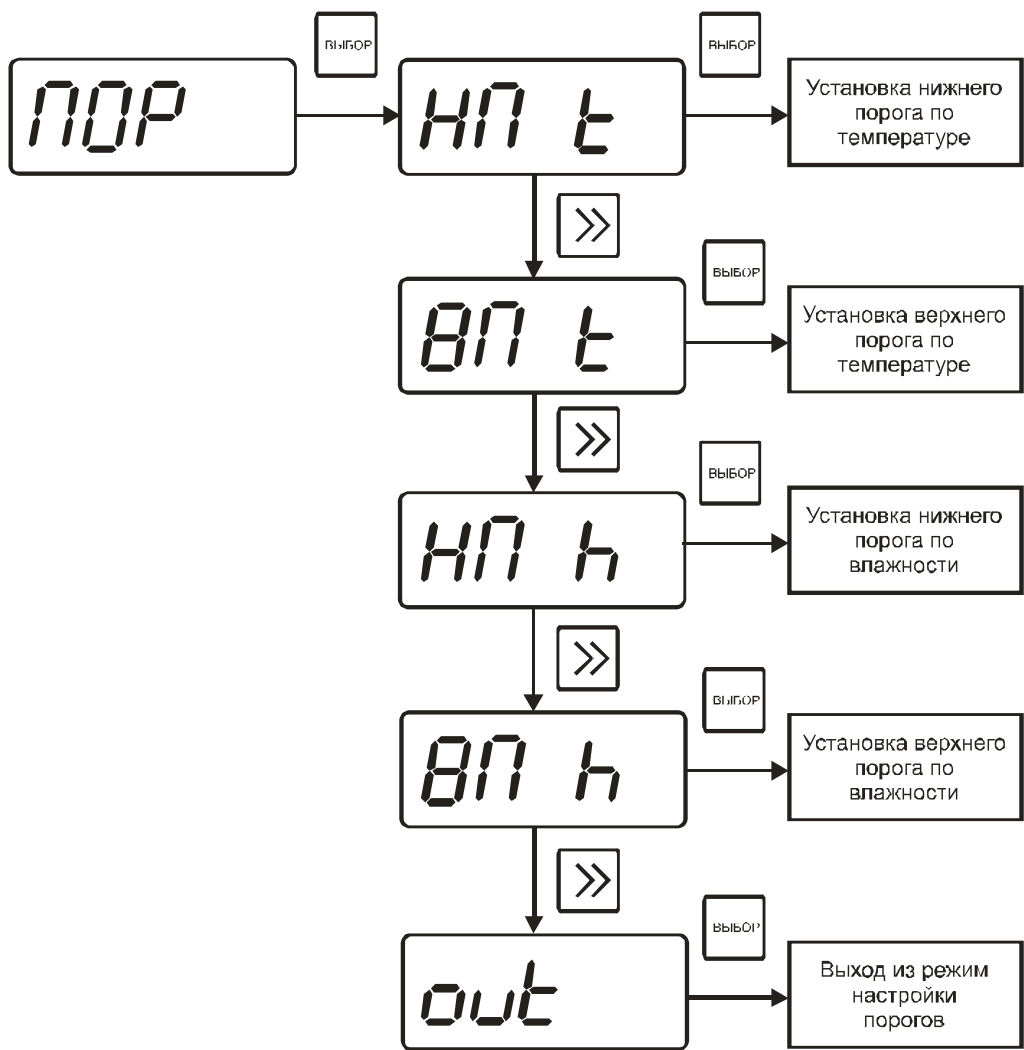 ВЫБОР
ВЫБОР
ПОР
НП t
Установка нижнего
порога по
температуре
>>
ВЫБОР
ВП t
Установка верхнего
порога по
температуре
>>
ВЫБОР
НП h
Установка нижнего
порога по
влажности
>>
ВЫБОР
ВП h
Установка верхнего
порога по
влажности
>>
ВЫБОР
out
Выход из режим
настройки
порогов